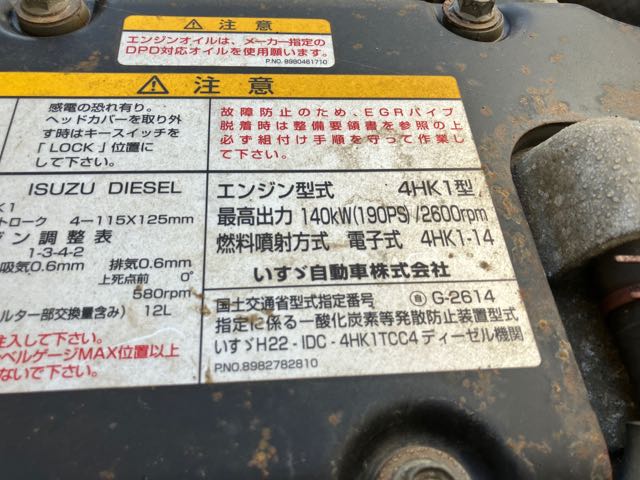 ⚠ 注意
エンジンオイルは、メーカー指定の
DPD対応オイルを使用願います。
P.NO. 8980461710
⚠ 注意
感電の恐れ有り。
ヘッドカバーを取り外
す時はキースイッチを
「LOCK」位置に
して下さい。
故障防止のため、EGRパイプ
脱着時は整備要領書を参照の上
必ず組付け手順を守って作業し
て下さい。
ISUZU DIESEL
K1
トローク 4-115X125mm
ジン調整表
1-3-4-2
吸気0.6mm 排気0.6mm
上死点前 0°
580rpm
ルター部交換量含み) 12L
注入して下さい。
ベルゲージMAX位置以上
ないで下さい。
エンジン型式 4HK1型
最高出力 140kW(190PS)/2600rpm
燃料噴射方式 電子式 4HK1-14
いすゞ自動車株式会社
国土交通省型式指定番号 自 G-2614
指定に係る一酸化炭素等発散防止装置型式
いすゞH22-IDC-4HK1TCC4ディーゼル機関
P.NO.8982782810